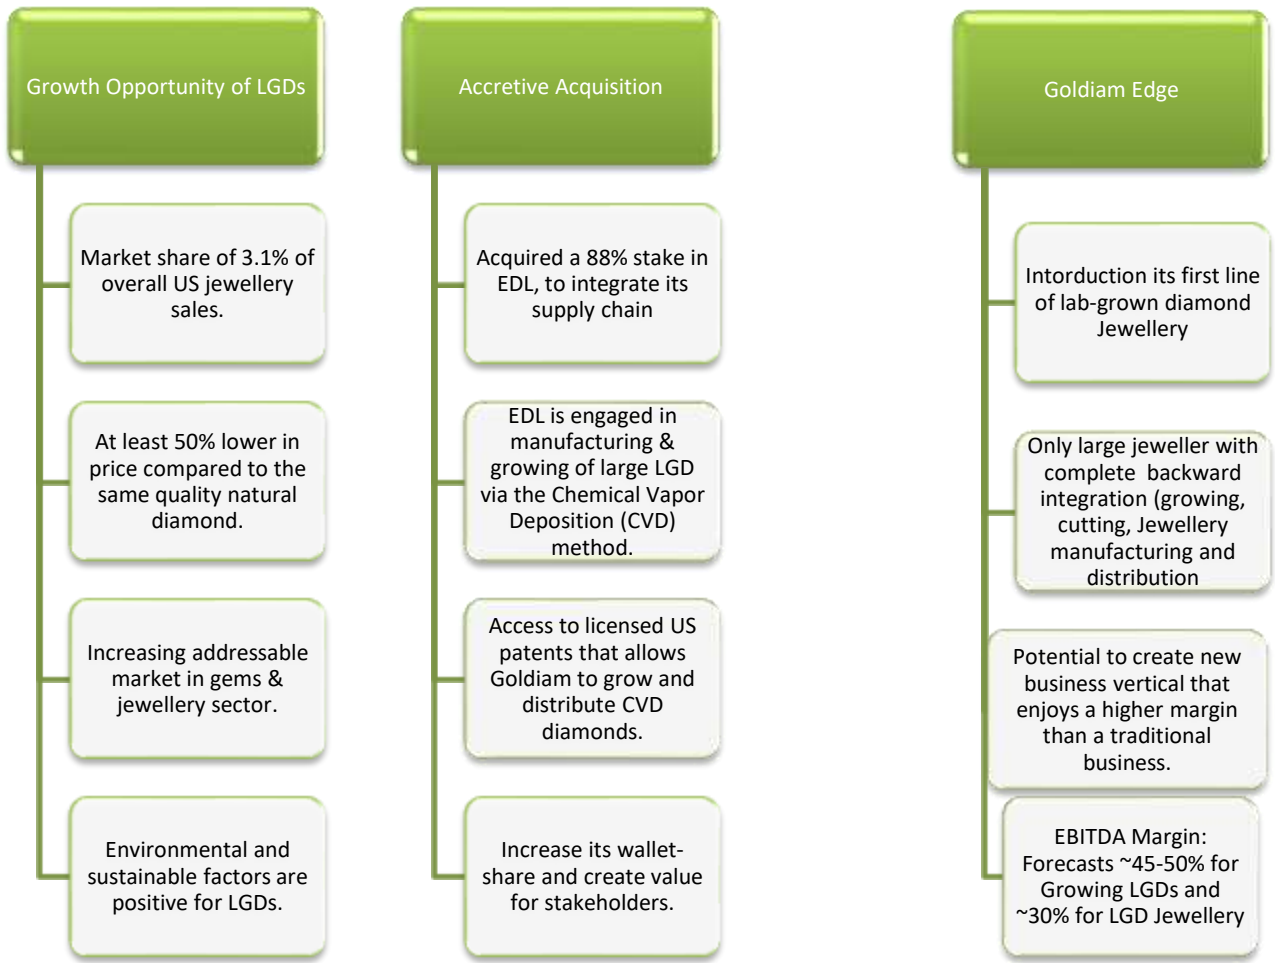 Growth Opportunity of LGDs
Market share of 3.1% of
overall US jewellery
sales.
At least 50% lower in
price compared to the
same quality natural
diamond.
Increasing addressable
market in gems &
jewellery sector.
Environmental and
sustainable factors are
positive for LGDs.
Accretive Acquisition
Acquired a 88% stake in
EDL, to integrate its
supply chain
EDL is engaged in
manufacturing &
growing of large LGD
via the Chemical Vapor
Deposition (CVD)
method.
Access to licensed US
patents that allows
Goldiam to grow and
distribute CVD
diamonds.
Increase its wallet-
share and create value
for stakeholders.
Goldiam Edge
Intorduction its first line
of lab-grown diamond
Jewellery
Only large jeweller with
complete  backward
integration (growing,
cutting, Jewellery
manufacturing and
distribution
Potential to create new
business vertical that
enjoys a higher margin
than a traditional
business.
EBITDA Margin:
Forecasts ~45-50% for
Growing LGDs and
~30% for LGD Jewellery